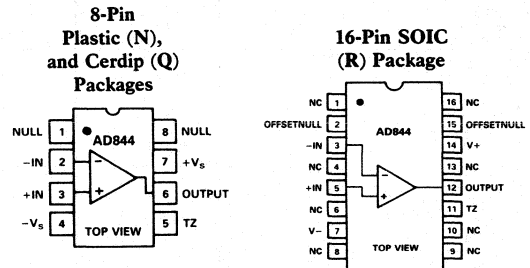 8-Pin
Plastic (N),
and Cerdip (Q)
Packages
NULL 1 8 NULL
AD844
-IN 2 - 7 +VS
+IN 3 + 6 OUTPUT
-VS 4 5 TZ
TOP VIEW
16-Pin SOIC
(R) Package
NC 1 16 NC
OFFSETNULL 2 15 OFFSETNULL
AD844
-IN 3 14 V+
NC 4 - 13 NC
+IN 5 + 12 OUTPUT
NC 6 11 TZ
V- 7 10 NC
NC 8 9 NC
TOP VIEW